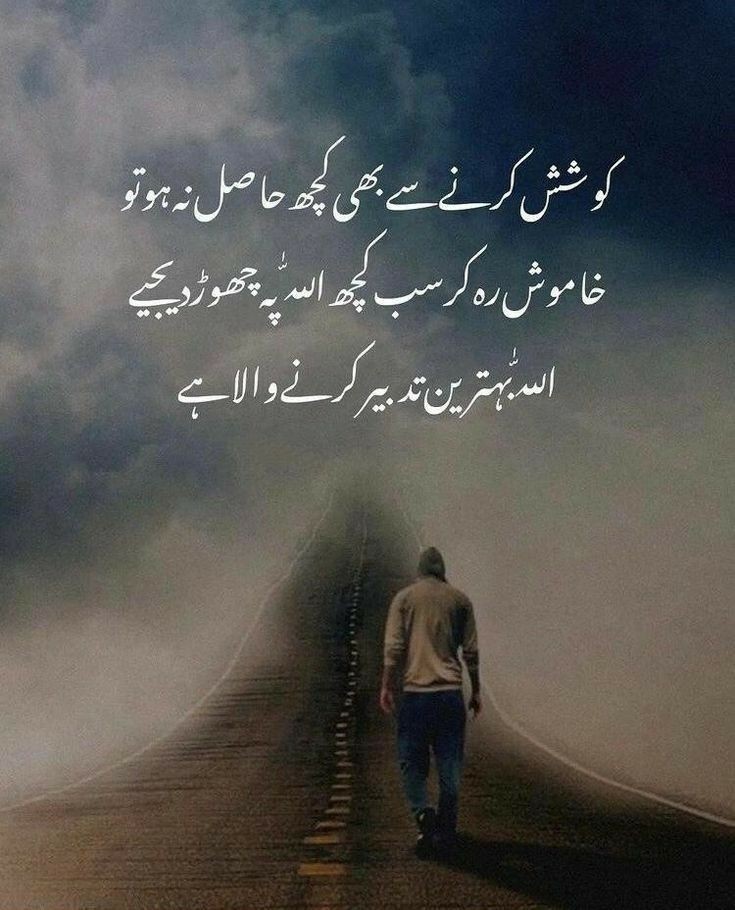 کوشش کرنے سے بھی کچھ حاصل نہ ہو تو
خاموش رہ کر سب کچھ اللہ پہ چھوڑ دیجیے
اللہ بہترین تدبیر کرنے والا ہے